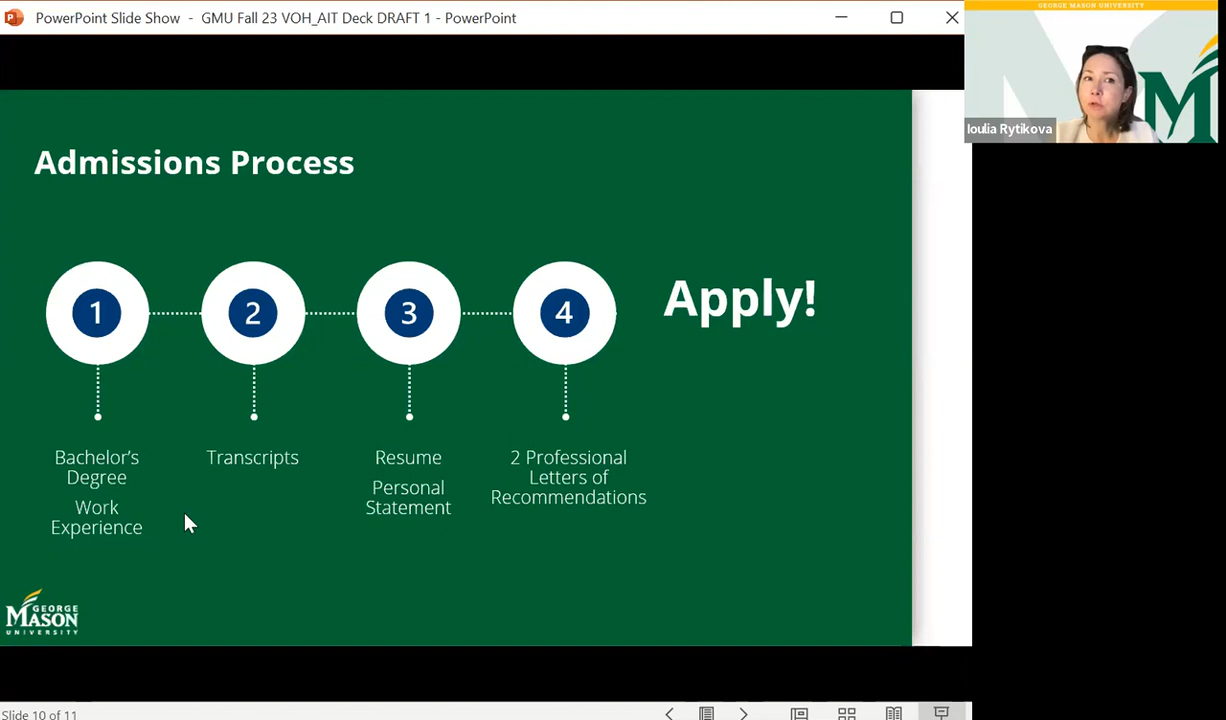 PowerPoint Slide Show - GMU Fall 23 VOH_AIT Deck DRAFT 1 - PowerPoint
GEORGE MASON UNIVERSITY
M
Ioulia Rytikova
Admissions Process
1
2
3
4
Apply!
Bachelor's
Degree
Work
Experience
Transcripts
Resume
Personal
Statement
2 Professional
Letters of
Recommendations
GEORGE
MASON
UNIVERSITY
Slide 10 of 11